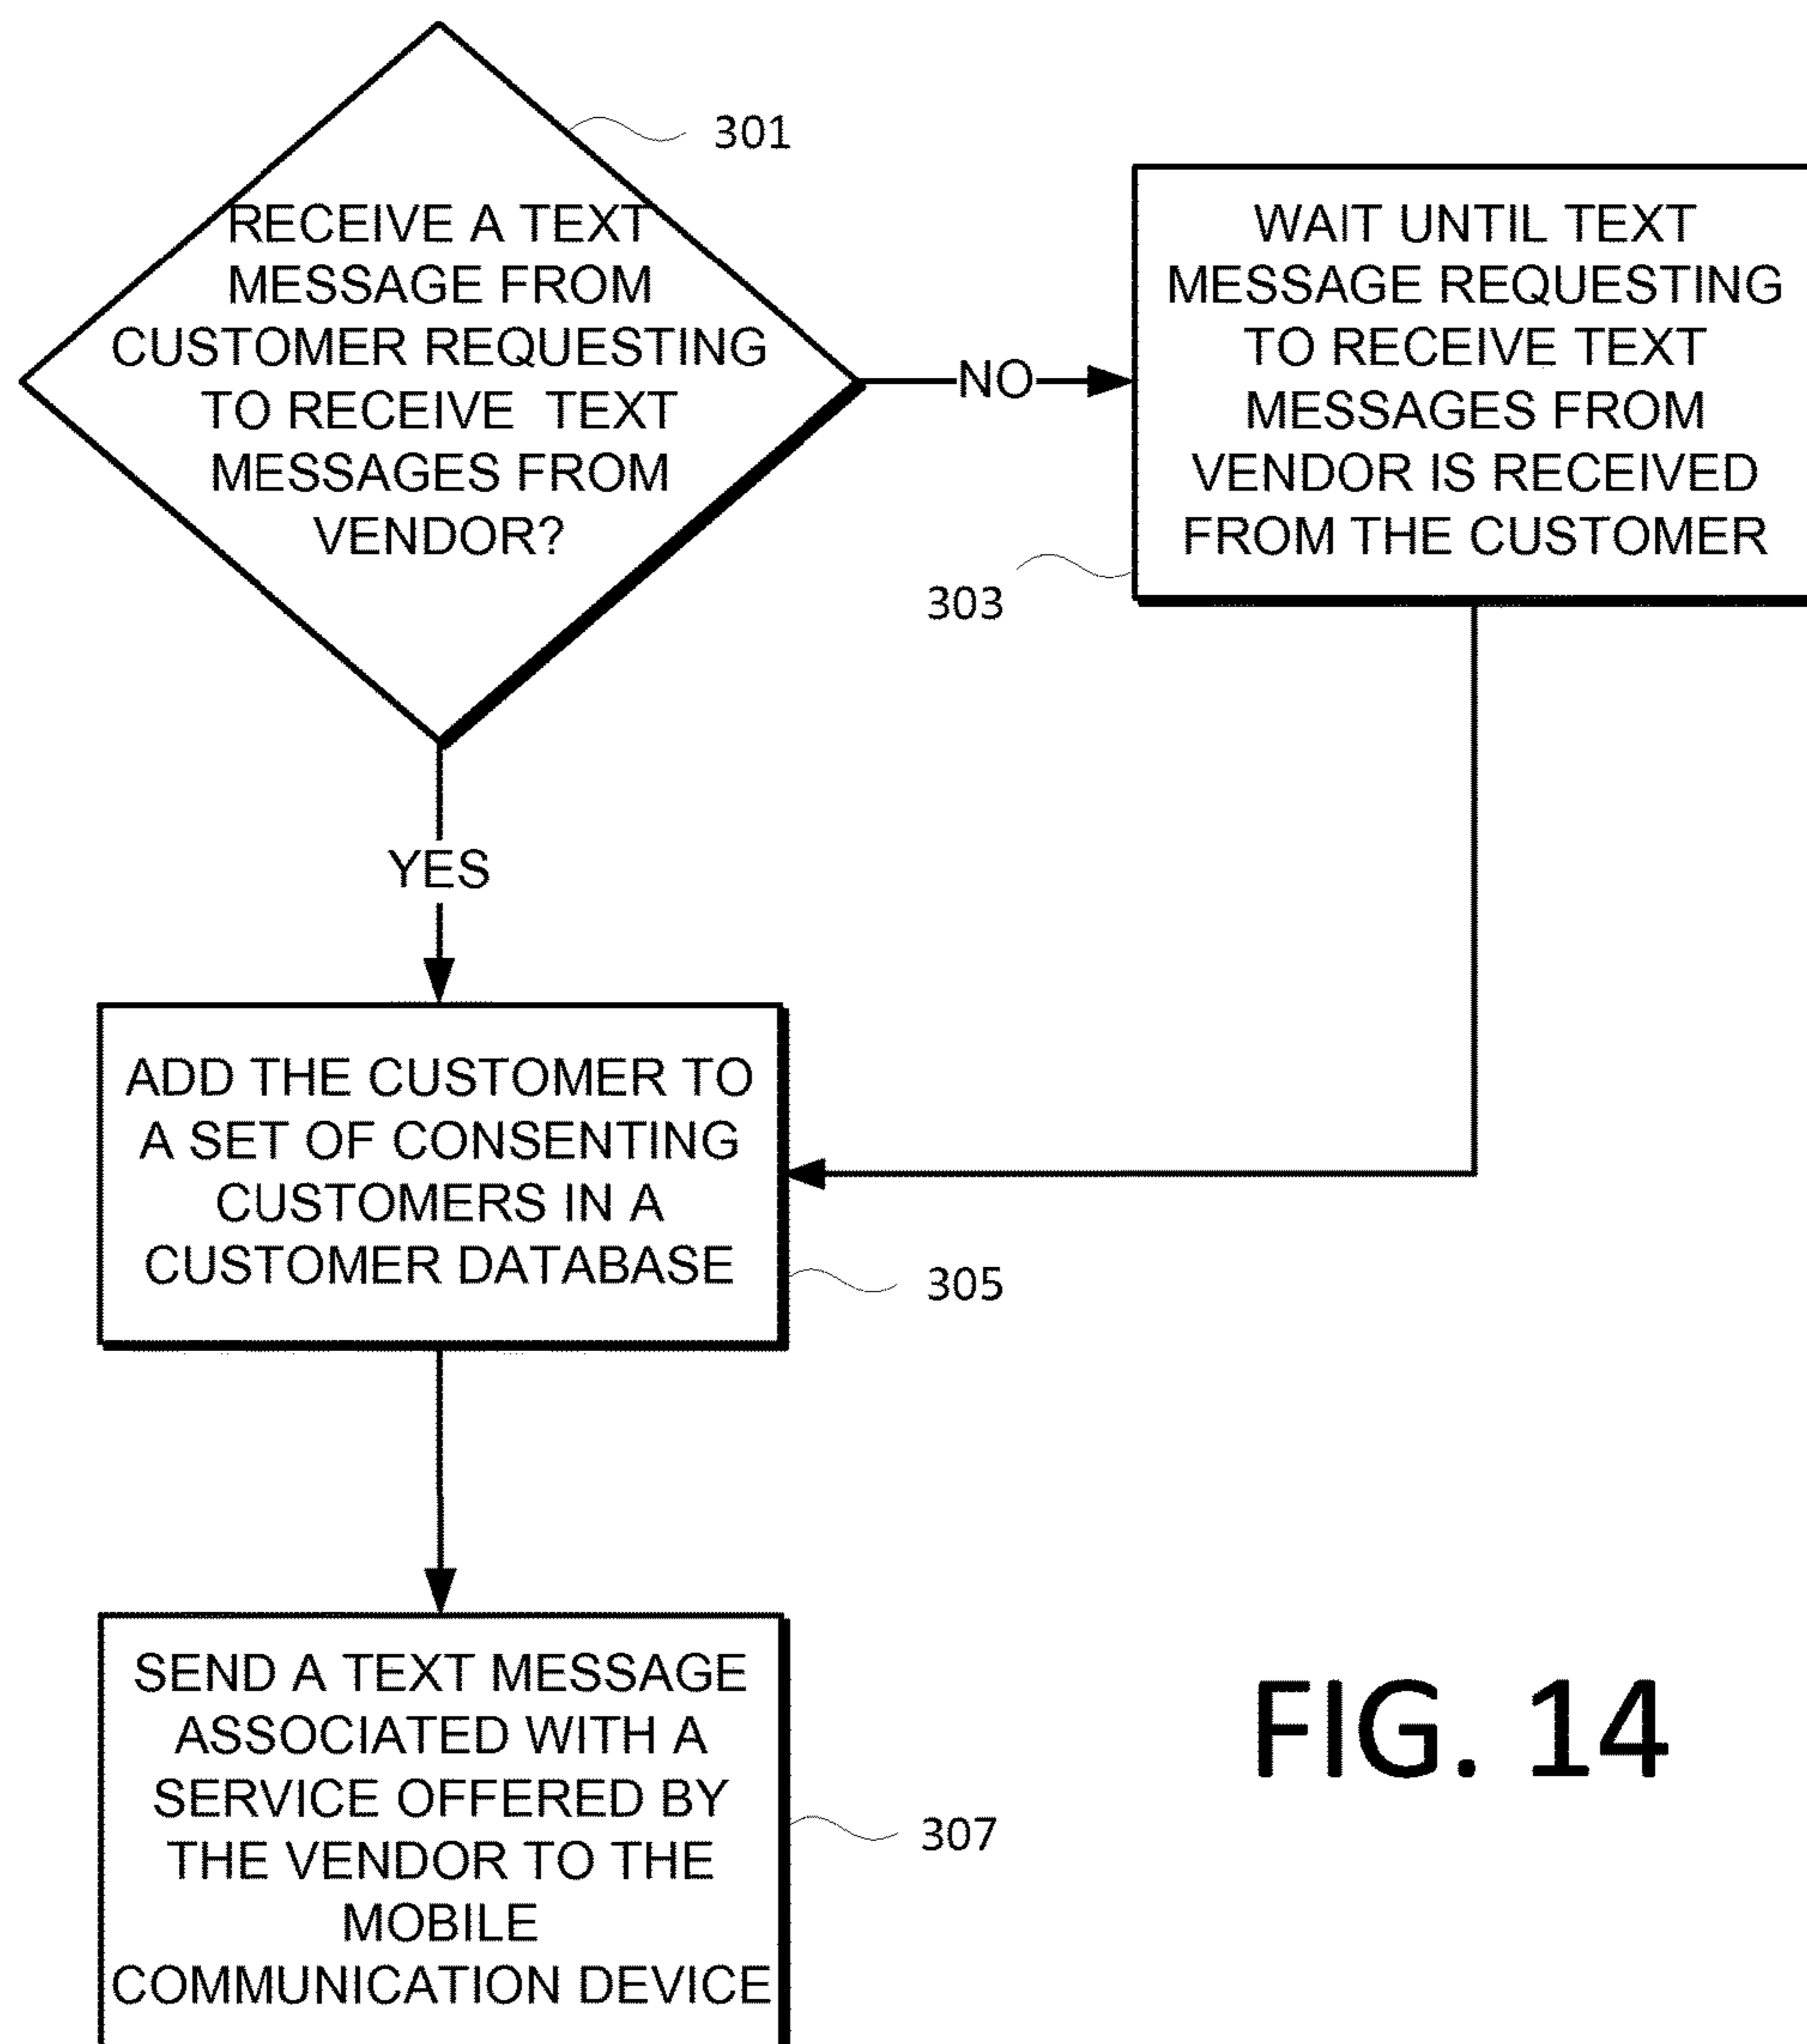 301
RECEIVE A TEXT
MESSAGE FROM
CUSTOMER REQUESTING
TO RECEIVE TEXT
MESSAGES FROM
VENDOR?
NO
WAIT UNTIL TEXT
MESSAGE REQUESTING
TO RECEIVE TEXT
MESSAGES FROM
VENDOR IS RECEIVED
FROM THE CUSTOMER
303
YES
ADD THE CUSTOMER TO
A SET OF CONSENTING
CUSTOMERS IN A
CUSTOMER DATABASE
305
SEND A TEXT MESSAGE
ASSOCIATED WITH A
SERVICE OFFERED BY
THE VENDOR TO THE
MOBILE
COMMUNICATION DEVICE
307
FIG. 14